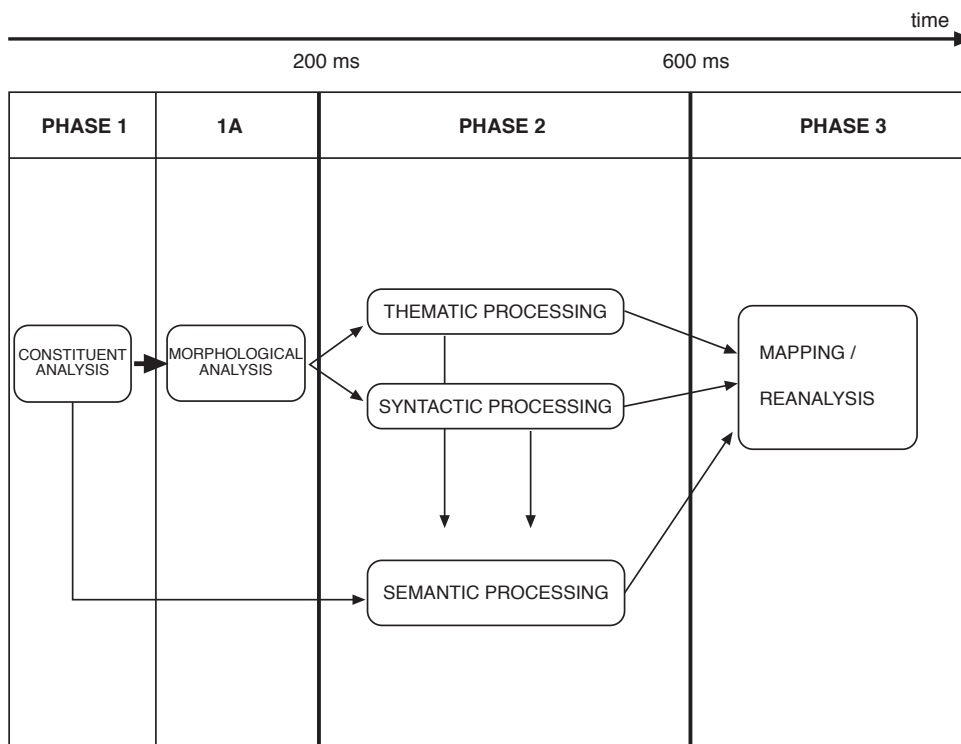 time
200 ms
600 ms
PHASE 1
1A
PHASE 2
PHASE 3
THEMATIC PROCESSING
CONSTITUENT
ANALYSIS
MORPHOLOGICAL
ANALYSIS
MAPPING /
REANALYSIS
SYNTACTIC PROCESSING
SEMANTIC PROCESSING